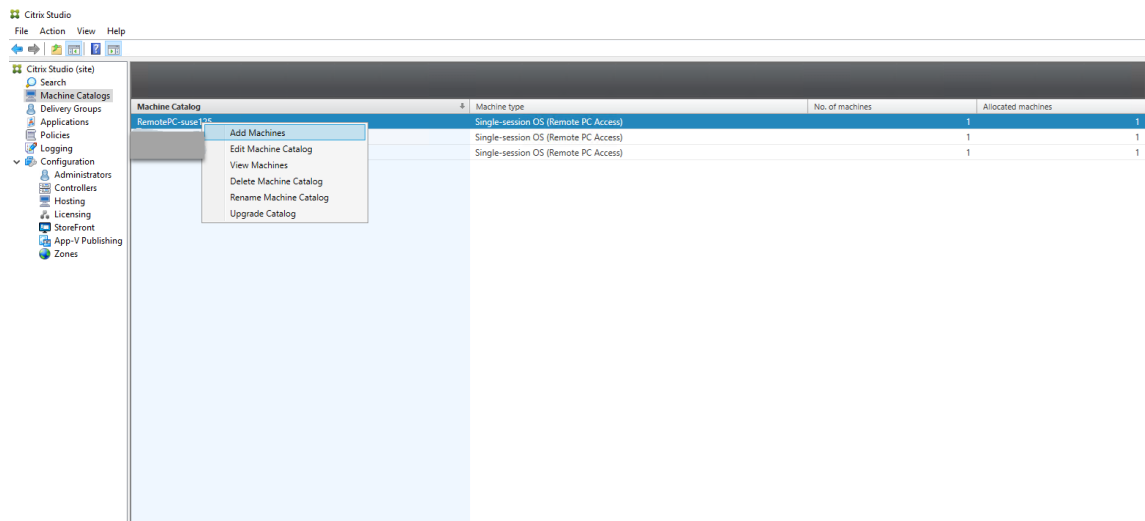 Citrix Studio
File Action View Help
Citrix Studio (site)
Search
Machine Catalogs
Delivery Groups
Applications
Policies
Logging
Configuration
Administrators
Controllers
Hosting
Licensing
StoreFront
App-V Publishing
Zones
Machine Catalog Machine type No. of machines Allocated machines
RemotePC-suse125 Single-session OS (Remote PC Access) 1 1
Single-session OS (Remote PC Access) 1 1
Single-session OS (Remote PC Access) 1 1
Add Machines
Edit Machine Catalog
View Machines
Delete Machine Catalog
Rename Machine Catalog
Upgrade Catalog